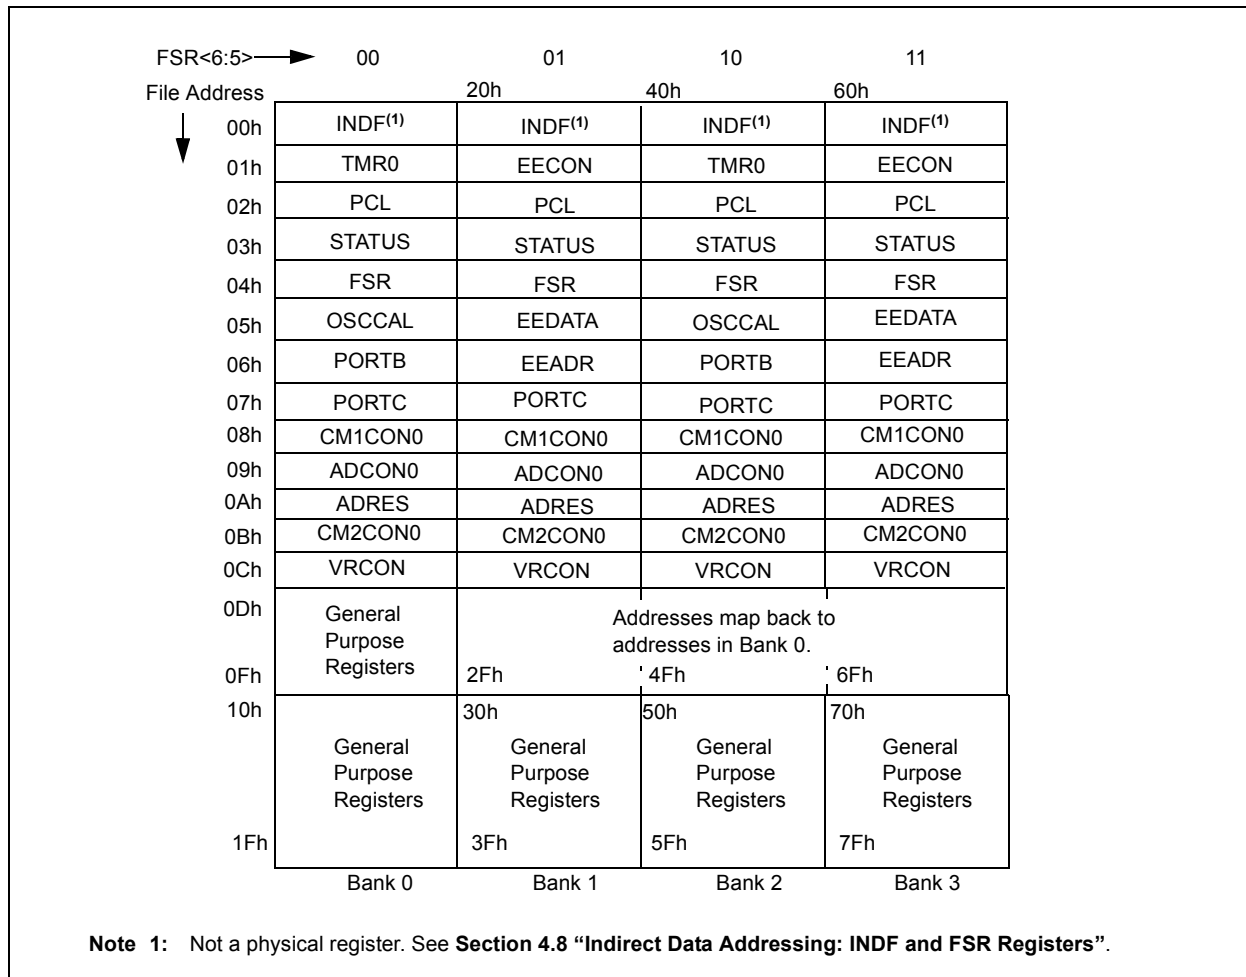 FSR<6:5> 00 01 10 11
File Address 20h 40h 60h
00h INDF(1) INDF(1) INDF(1) INDF(1)
01h TMR0 EECON TMR0 EECON
02h PCL PCL PCL PCL
03h STATUS STATUS STATUS STATUS
04h FSR FSR FSR FSR
05h OSCCAL EEDATA OSCCAL EEDATA
06h PORTB EEADR PORTB EEADR
07h PORTC PORTC PORTC PORTC
08h CM1CON0 CM1CON0 CM1CON0 CM1CON0
09h ADCON0 ADCON0 ADCON0 ADCON0
0Ah ADRES ADRES ADRES ADRES
0Bh CM2CON0 CM2CON0 CM2CON0 CM2CON0
0Ch VRCON VRCON VRCON VRCON
0Dh General Addresses map back to
Purpose addresses in Bank 0.
Registers
0Fh 2Fh 4Fh 6Fh
10h 30h 50h 70h
General General General General
Purpose Purpose Purpose Purpose
Registers Registers Registers Registers
1Fh 3Fh 5Fh 7Fh
Bank 0 Bank 1 Bank 2 Bank 3
Note 1: Not a physical register. See Section 4.8 “Indirect Data Addressing: INDF and FSR Registers”.